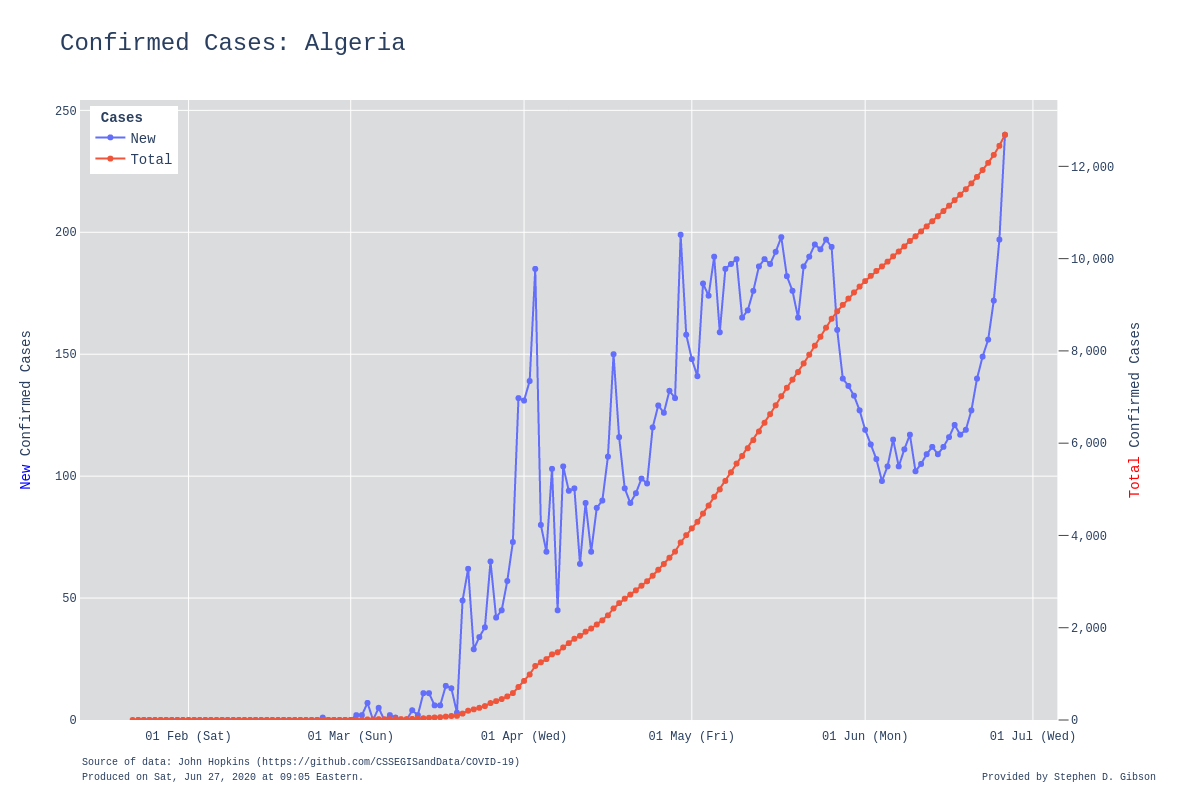 Confirmed Cases: Algeria
Cases
New
Total
250
200
150
100
50
0
12,000
10,000
8,000
6,000
4,000
2,000
0
New Confirmed Cases
Total Confirmed Cases
01 Feb (Sat)
01 Mar (Sun)
01 Apr (Wed)
01 May (Fri)
01 Jun (Mon)
01 Jul (Wed)
Source of data: John Hopkins (https://github.com/CSSEGISandData/COVID-19)
Produced on Sat, Jun 27, 2020 at 09:05 Eastern.
Provided by Stephen D. Gibson